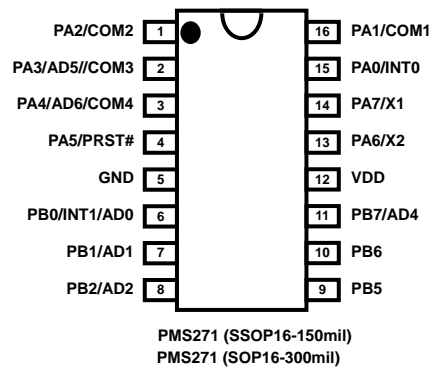 PA2/COM2 1 16 PA1/COM1
PA3/AD5//COM3 2 15 PA0/INT0
PA4/AD6/COM4 3 14 PA7/X1
PA5/PRST# 4 13 PA6/X2
GND 5 12 VDD
PB0/INT1/AD0 6 11 PB7/AD4
PB1/AD1 7 10 PB6
PB2/AD2 8 9 PB5
PMS271 (SSOP16-150mil)
PMS271 (SOP16-300mil)